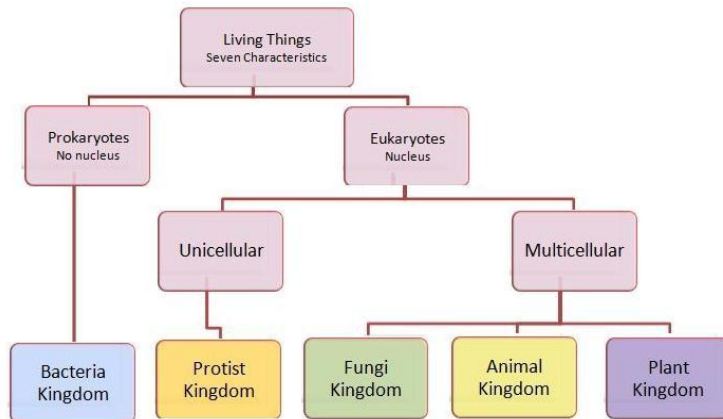 Living Things
Seven Characteristics
Prokaryotes
No nucleus
Eukaryotes
Nucleus
Unicellular
Multicellular
Bacteria
Kingdom
Protist
Kingdom
Fungi
Kingdom
Animal
Kingdom
Plant
Kingdom